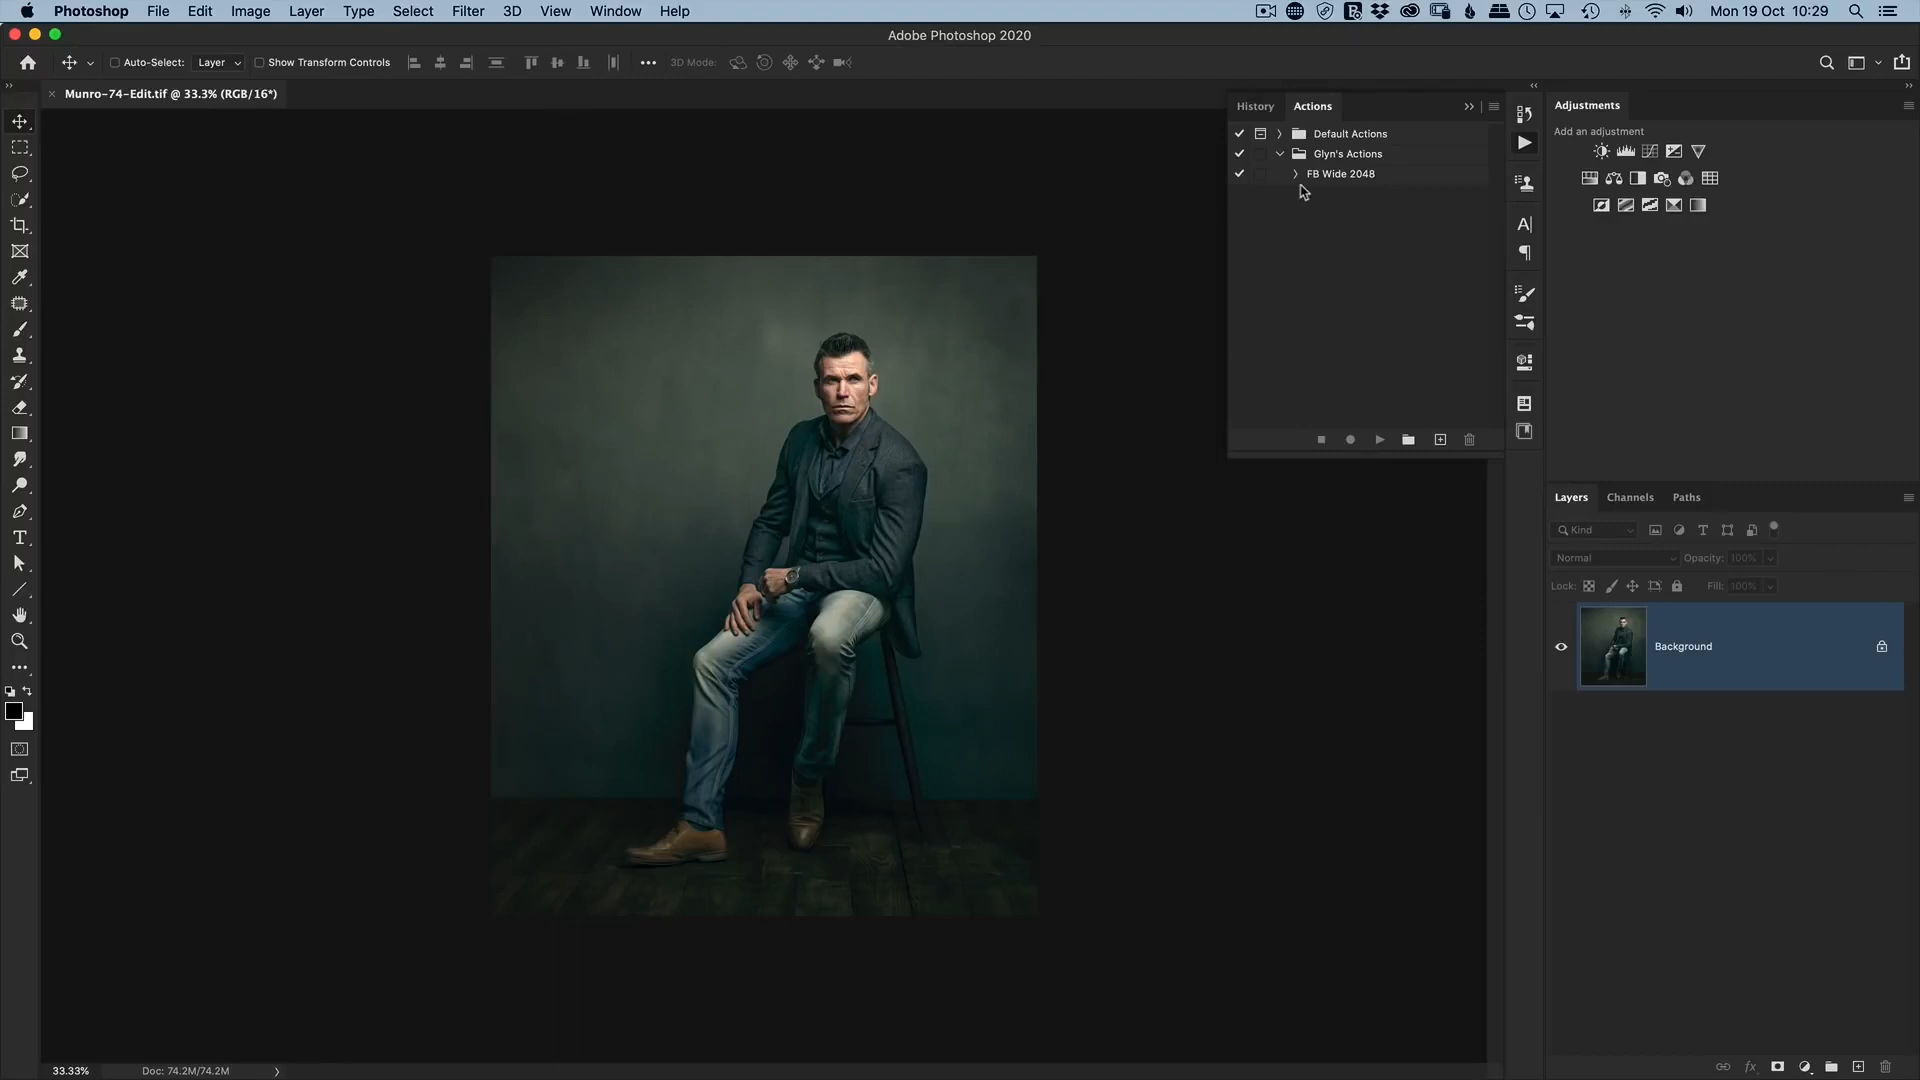 Photoshop File Edit Image Layer Type Select Filter 3D View Window Help Mon 19 Oct 10:29
Adobe Photoshop 2020
Auto-Select: Layer Show Transform Controls 3D Mode:
Munro-74-Edit.tif @ 33.3% (RGB/16*)
History Actions
Default Actions
Glyn's Actions
FB Wide 2048
Adjustments
Add an adjustment
Layers Channels Paths
Kind
Normal Opacity: 100%
Lock: Fill: 100%
Background
33.33% Doc: 74.2M/74.2M